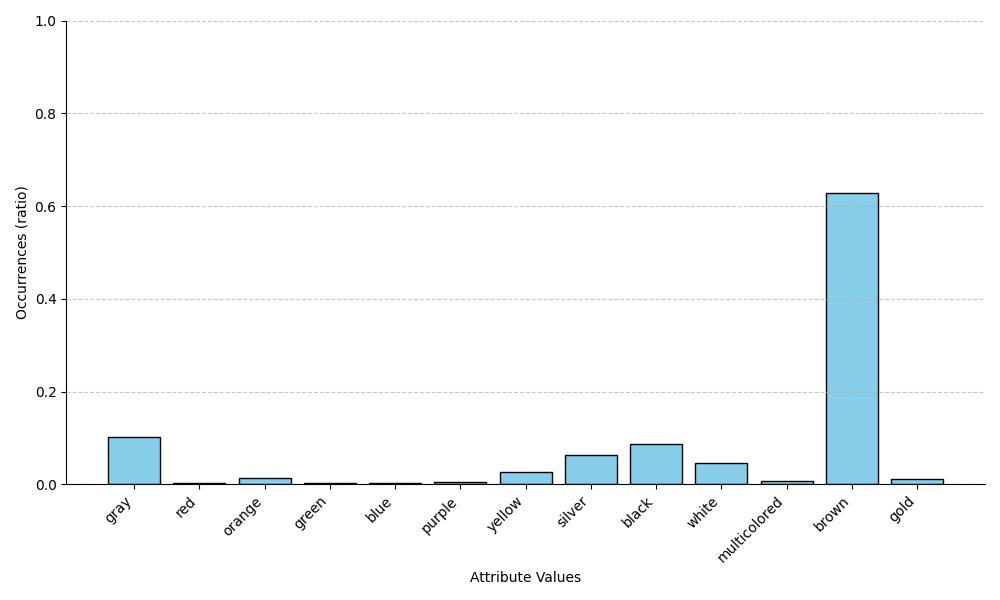 1.0
0.8
0.6
0.4
0.2
0.0
Occurrences (ratio)
gray
red
orange
green
blue
purple
yellow
silver
black
white
multicolored
brown
gold
Attribute Values